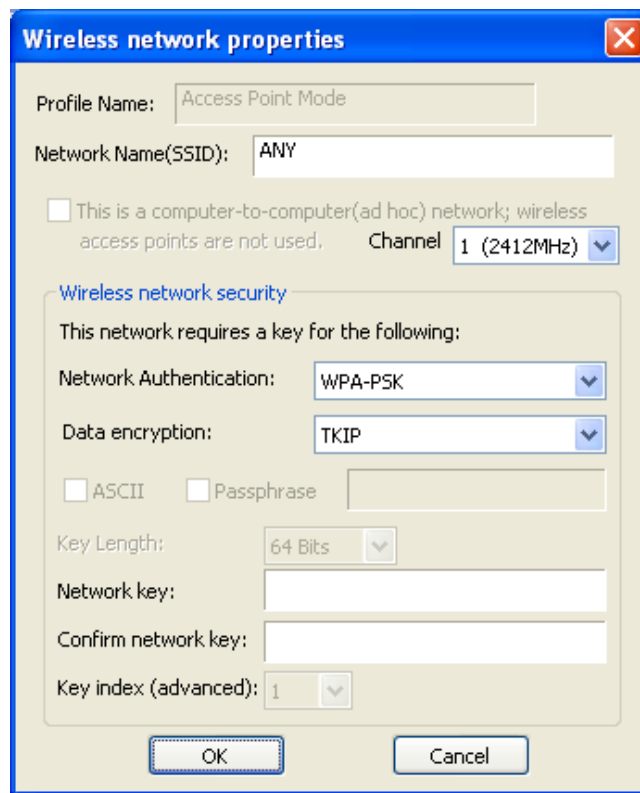 Wireless network properties
Profile Name: Access Point Mode
Network Name(SSID): ANY
This is a computer-to-computer(ad hoc) network; wireless
access points are not used. Channel 1 (2412MHz)
Wireless network security
This network requires a key for the following:
Network Authentication: WPA-PSK
Data encryption: TKIP
ASCII Passphrase
Key Length: 64 Bits
Network key:
Confirm network key:
Key index (advanced): 1
OK Cancel